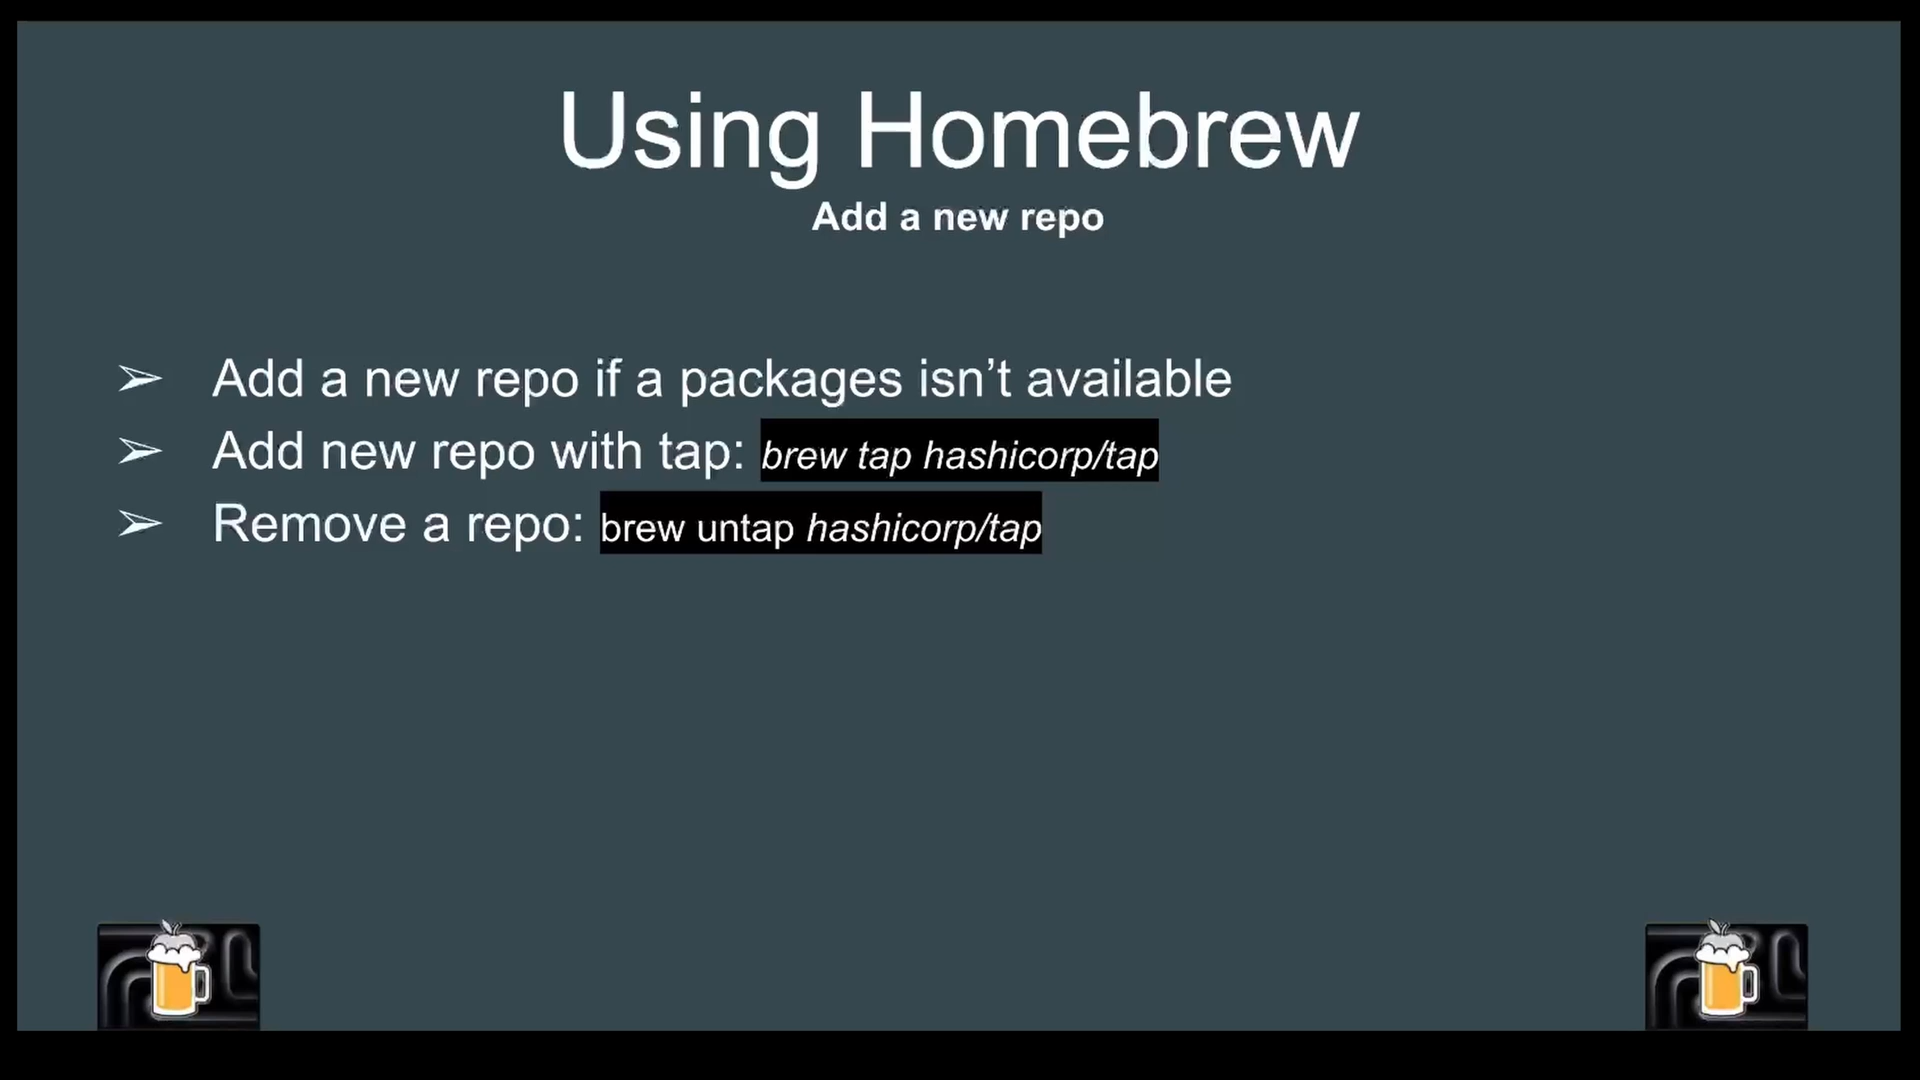 Using Homebrew
Add a new repo
➢ Add a new repo if a packages isn’t available
➢ Add new repo with tap: brew tap hashicorp/tap
➢ Remove a repo: brew untap hashicorp/tap